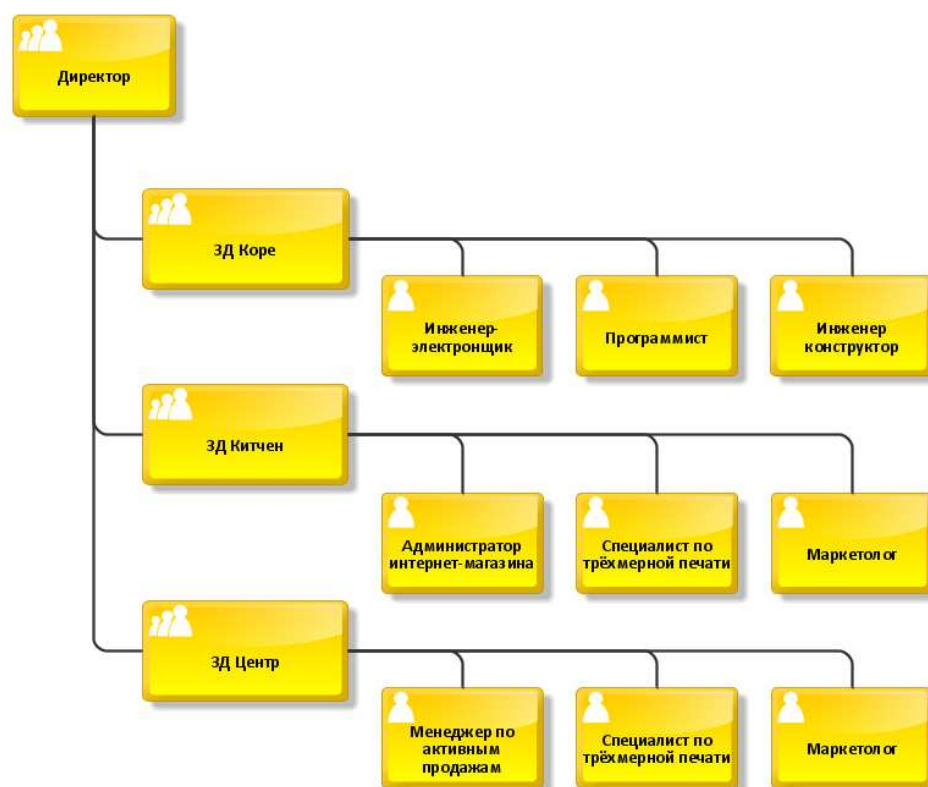 Директор
3Д Коре
Инженер-
электронщик
Программист
Инженер
конструктор
3Д Китчен
Администратор
интернет-магазина
Специалист по
трёхмерной печати
Маркетолог
3Д Центр
Менеджер по
активным
продажам
Специалист по
трёхмерной печати
Маркетолог